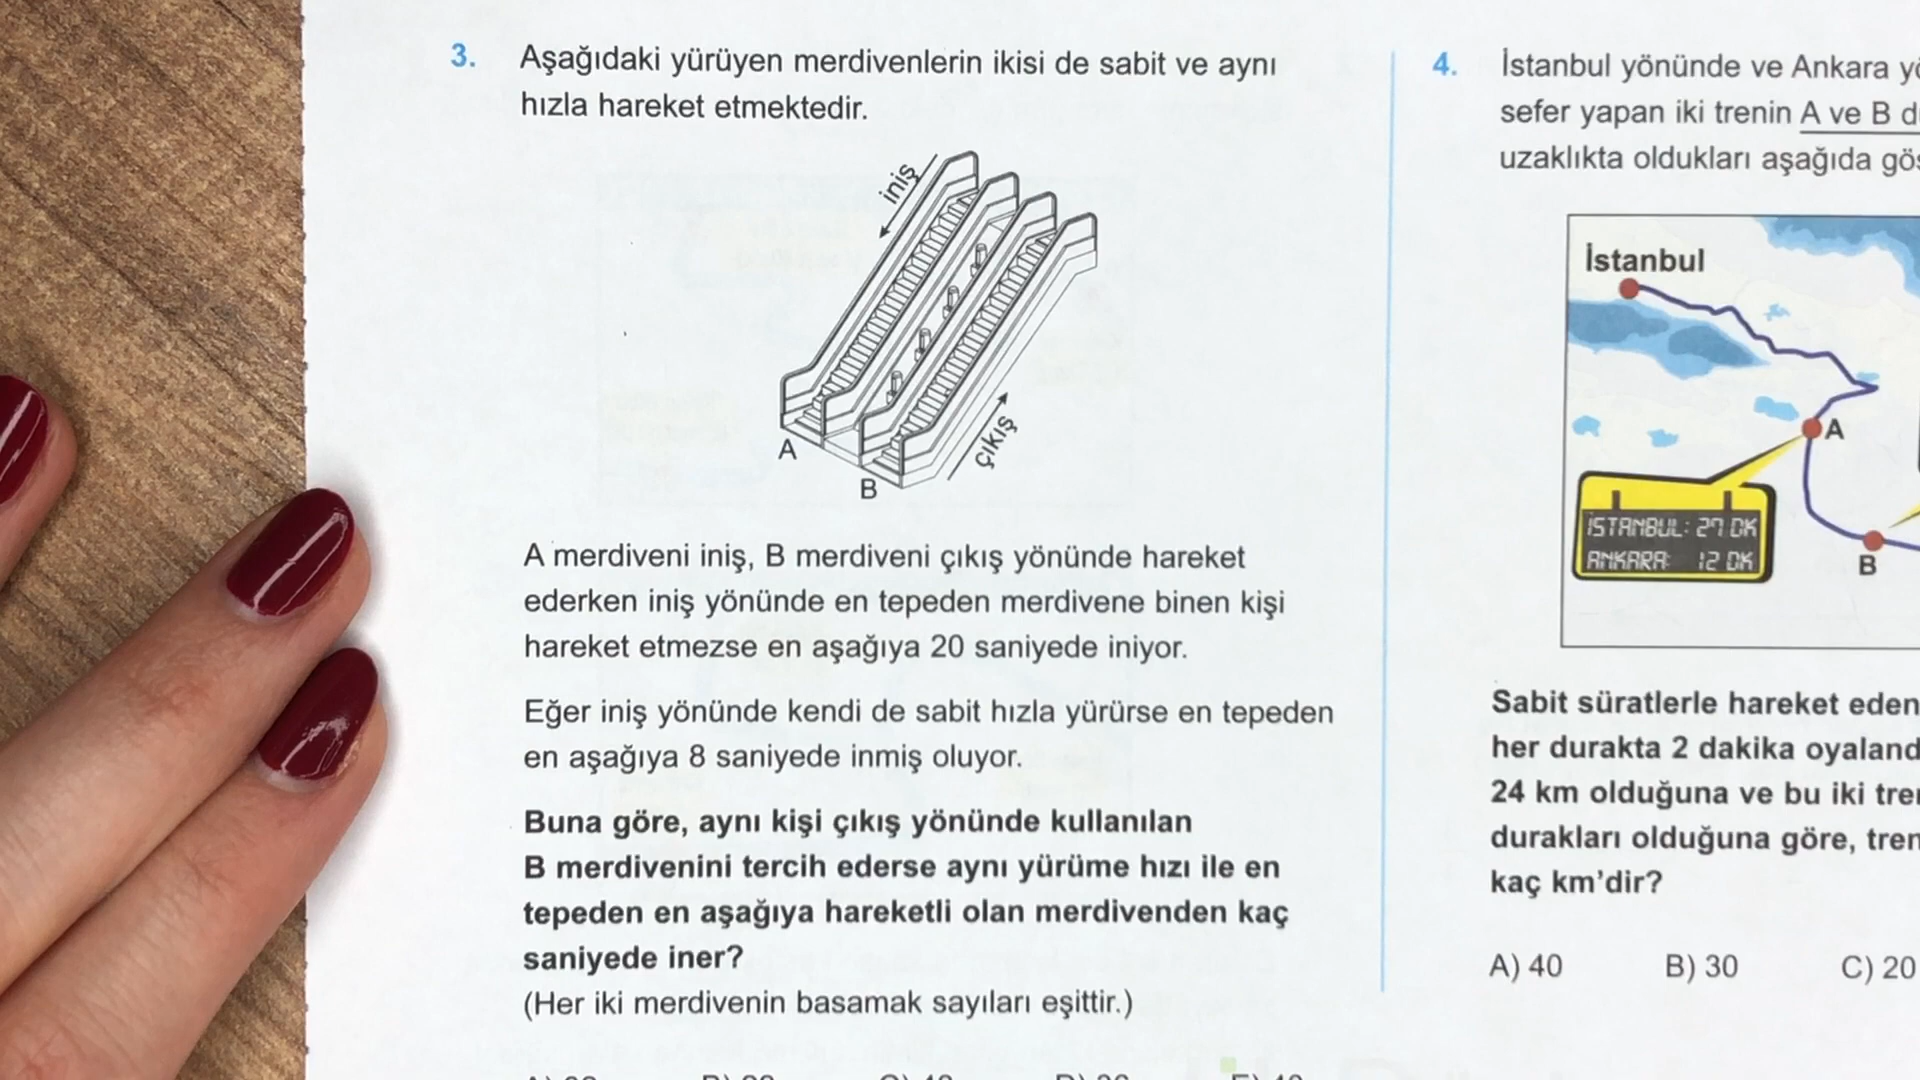 3. Aşağıdaki yürüyen merdivenlerin ikisi de sabit ve aynı
hızla hareket etmektedir.
iniş
çıkış
A
B
A merdiveni iniş, B merdiveni çıkış yönünde hareket
ederken iniş yönünde en tepeden merdivene binen kişi
hareket etmezse en aşağıya 20 saniyede iniyor.
Eğer iniş yönünde kendi de sabit hızla yürürse en tepeden
en aşağıya 8 saniyede inmiş oluyor.
Buna göre, aynı kişi çıkış yönünde kullanılan
B merdivenini tercih ederse aynı yürüme hızı ile en
tepeden en aşağıya hareketli olan merdivenden kaç
saniyede iner?
(Her iki merdivenin basamak sayıları eşittir.)
4. İstanbul yönünde ve Ankara
sefer yapan iki trenin A ve B
uzaklıkta oldukları aşağıda
İstanbul
A
İSTANBUL: 27 DK
ANKARA: 12 DK
B
Sabit süratlerle hareket eden
her durakta 2 dakika
24 km olduğuna ve bu iki
durakları olduğuna göre,
kaç km'dir?
A) 40 B) 30 C) 20